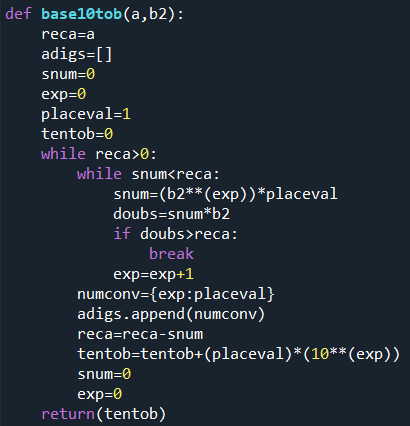 def base10tob(a,b2):
    reca=a
    adigs=[]
    snum=0
    exp=0
    placeval=1
    tentob=0
    while reca>0:
        while snum<reca:
            snum=(b2**(exp))*placeval
            doubs=snum*b2
            if doubs>reca:
                break
            exp=exp+1
        numconv={exp:placeval}
        adigs.append(numconv)
        reca=reca-snum
        tentob=tentob+(placeval)*(10**(exp))
        snum=0
        exp=0
    return(tentob)